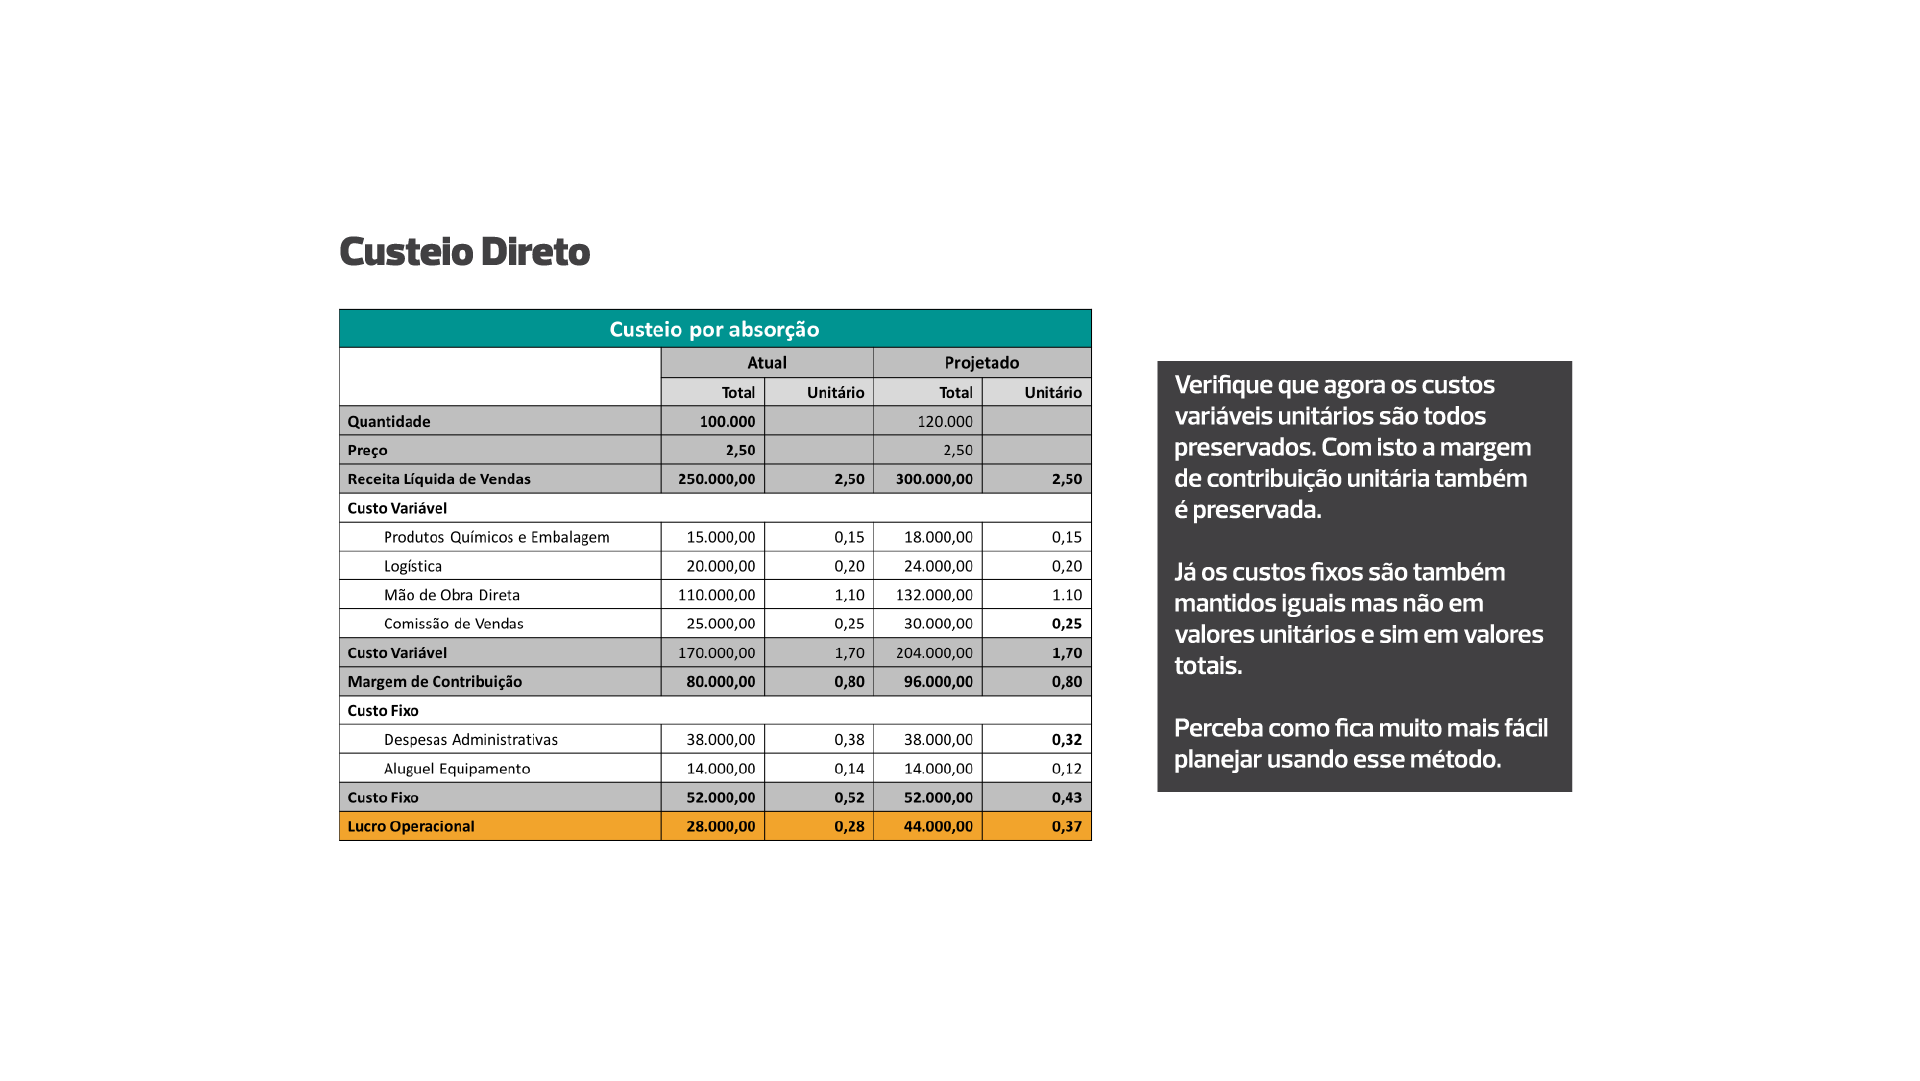 Custeio Direto
Custeio por absorção
Atual Projetado
Total Unitário Total Unitário
Quantidade 100.000 120.000
Preço 2,50 2,50
Receita Líquida de Vendas 250.000,00 2,50 300.000,00 2,50
Custo Variável
Produtos Químicos e Embalagem 15.000,00 0,15 18.000,00 0,15
Logística 20.000,00 0,20 24.000,00 0,20
Mão de Obra Direta 110.000,00 1,10 132.000,00 1.10
Comissão de Vendas 25.000,00 0,25 30.000,00 0,25
Custo Variável 170.000,00 1,70 204.000,00 1,70
Margem de Contribuição 80.000,00 0,80 96.000,00 0,80
Custo Fixo
Despesas Administrativas 38.000,00 0,38 38.000,00 0,32
Aluguel Equipamento 14.000,00 0,14 14.000,00 0,12
Custo Fixo 52.000,00 0,52 52.000,00 0,43
Lucro Operacional 28.000,00 0,28 44.000,00 0,37
Verifique que agora os custos
variáveis unitários são todos
preservados. Com isto a margem
de contribuição unitária também
é preservada.
Já os custos fixos são também
mantidos iguais mas não em
valores unitários e sim em valores
totais.
Perceba como fica muito mais fácil
planejar usando esse método.